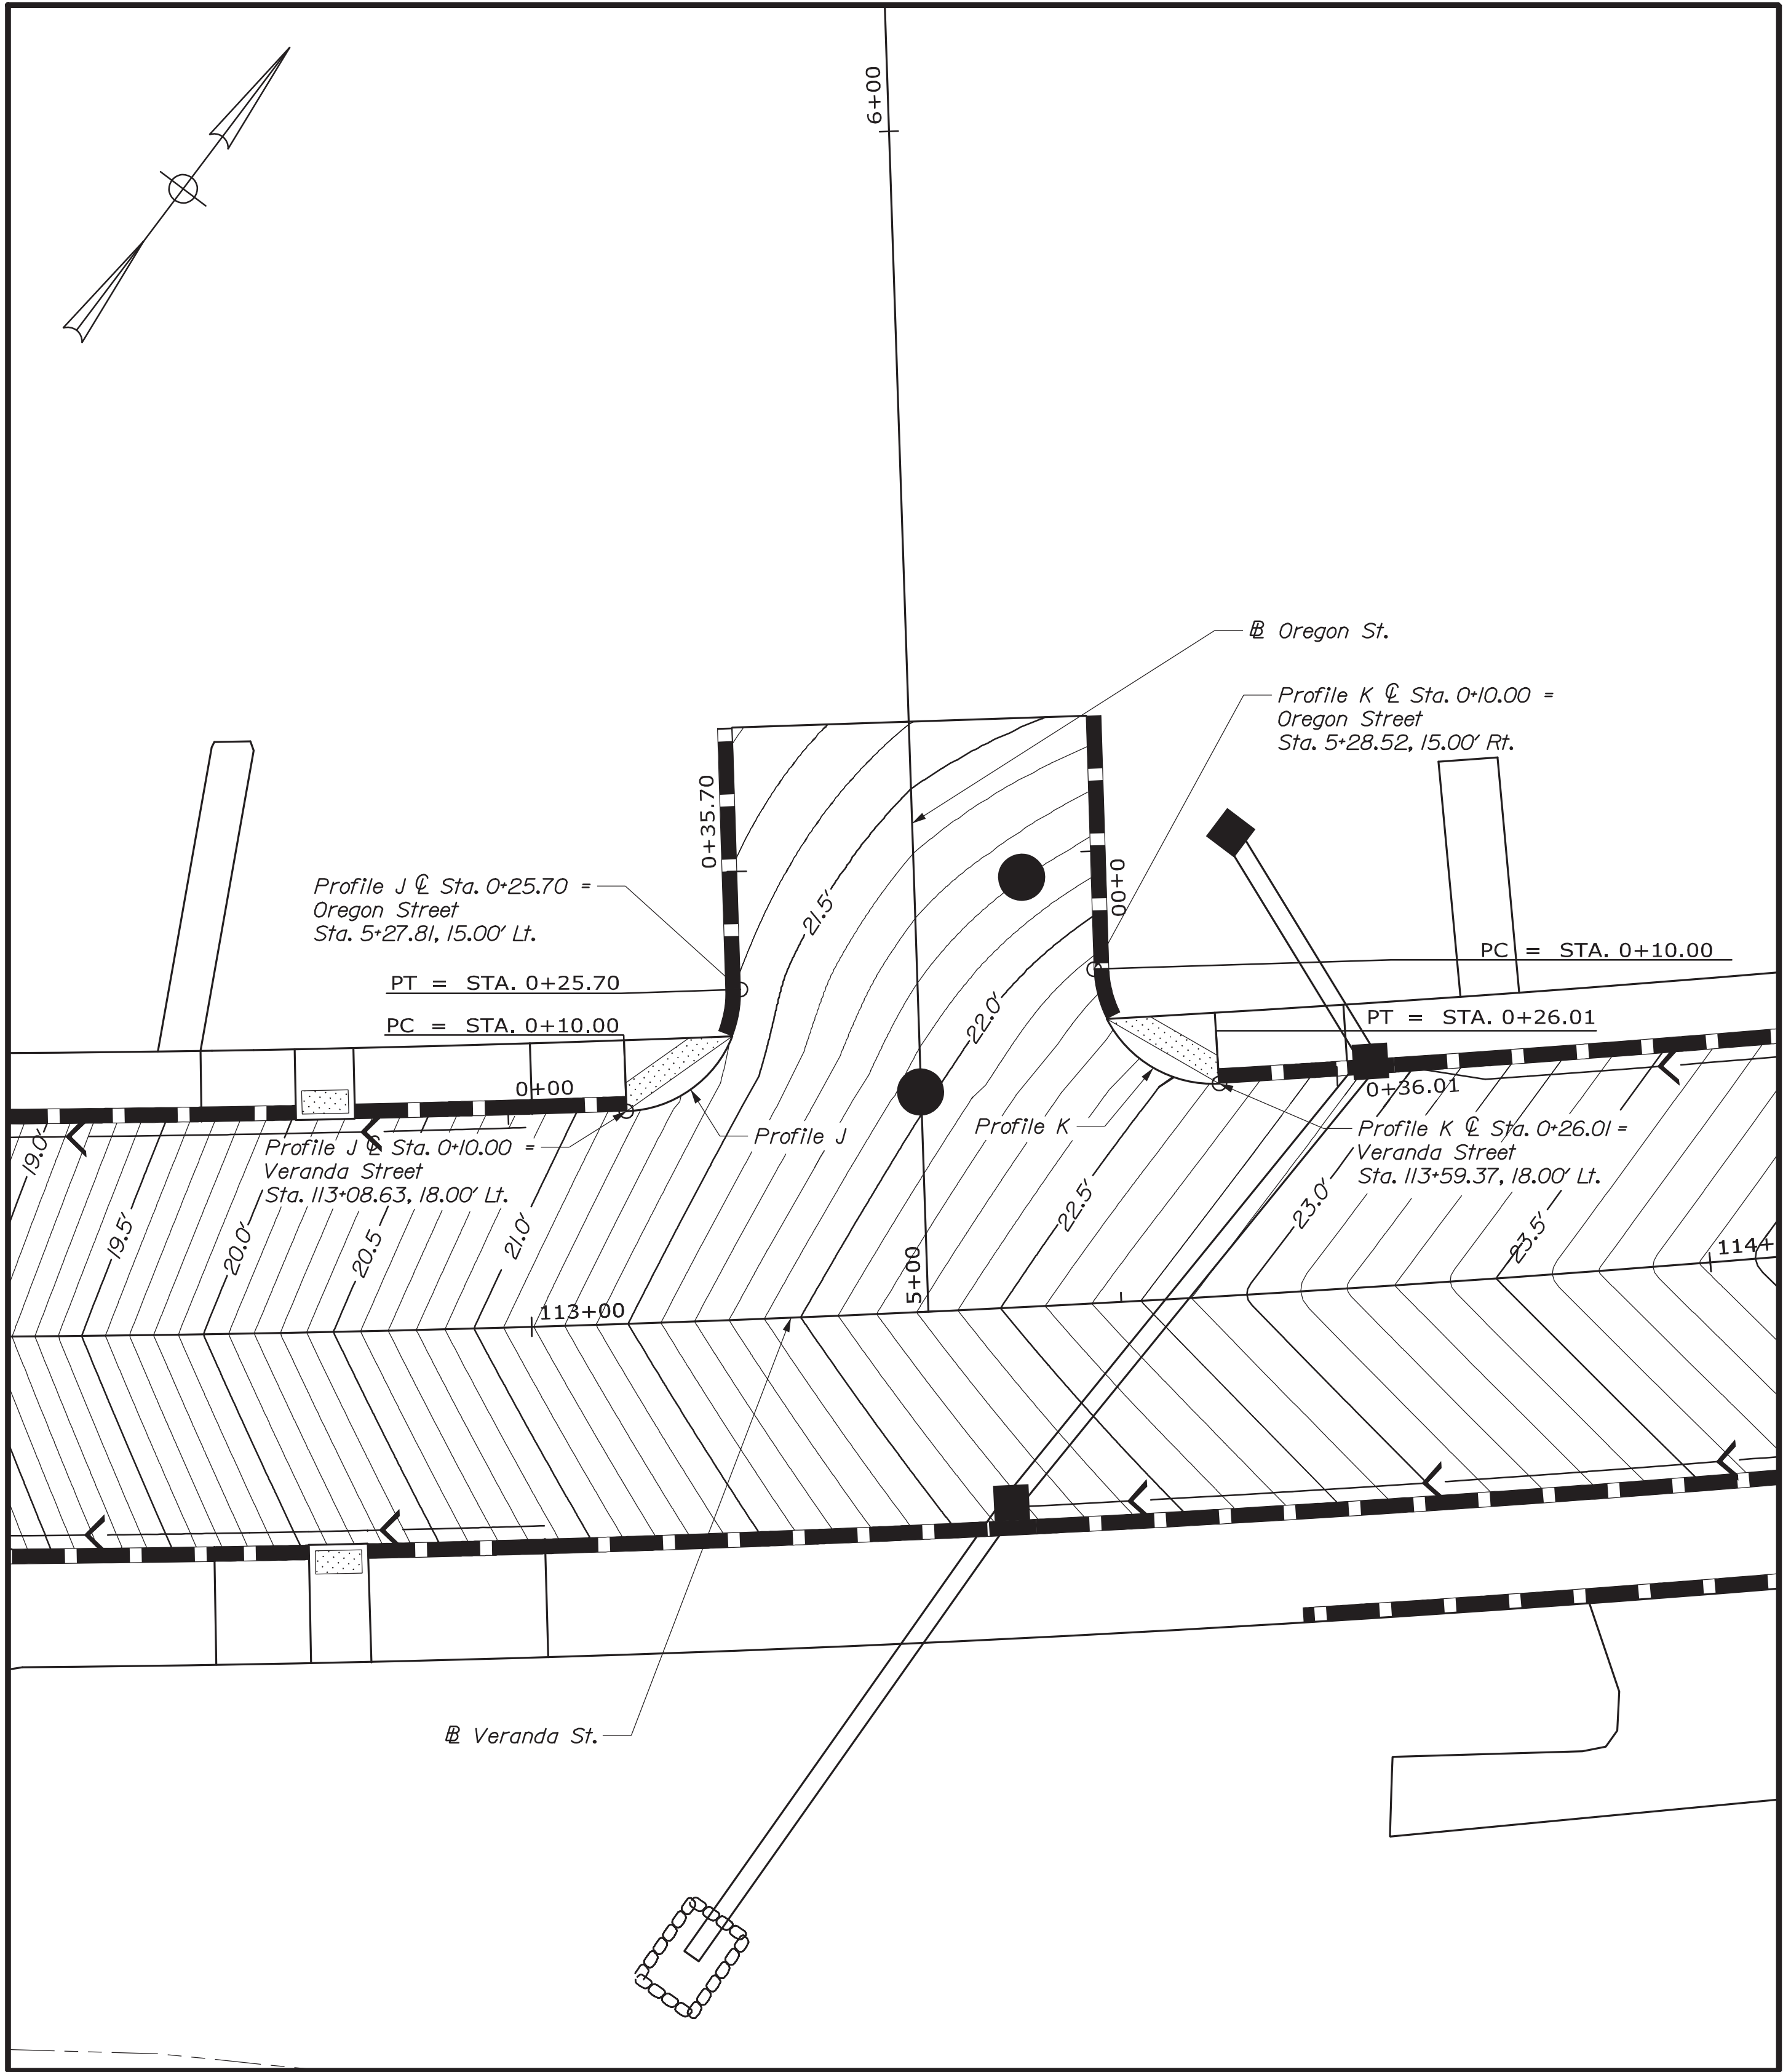 6+00
℄ Oregon St.
Profile K ℄ Sta. 0+10.00 =
Oregon Street
Sta. 5+28.52, 15.00' Rt.
0+35.70
Profile J ℄ Sta. 0+25.70 =
Oregon Street
Sta. 5+27.81, 15.00' Lt.
21.5'
0+00
PC = STA. 0+10.00
PT = STA. 0+25.70
PC = STA. 0+10.00
22.0'
PT = STA. 0+26.01
0+00
0+36.01
Profile J
Profile K
Profile K ℄ Sta. 0+26.01 =
Veranda Street
Sta. 113+59.37, 18.00' Lt.
Profile J ℄ Sta. 0+10.00 =
Veranda Street
Sta. 113+08.63, 18.00' Lt.
19.0'
19.5'
20.0'
20.5'
21.0'
22.5'
23.0'
23.5'
5+00
113+00
114+
℄ Veranda St.